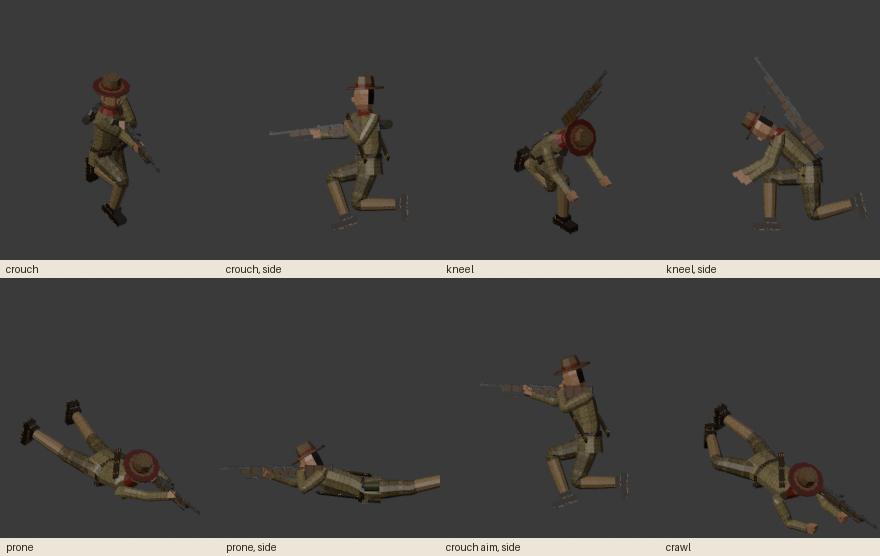 crouch
crouch, side
kneel
kneel, side
prone
prone, side
crouch aim, side
crawl